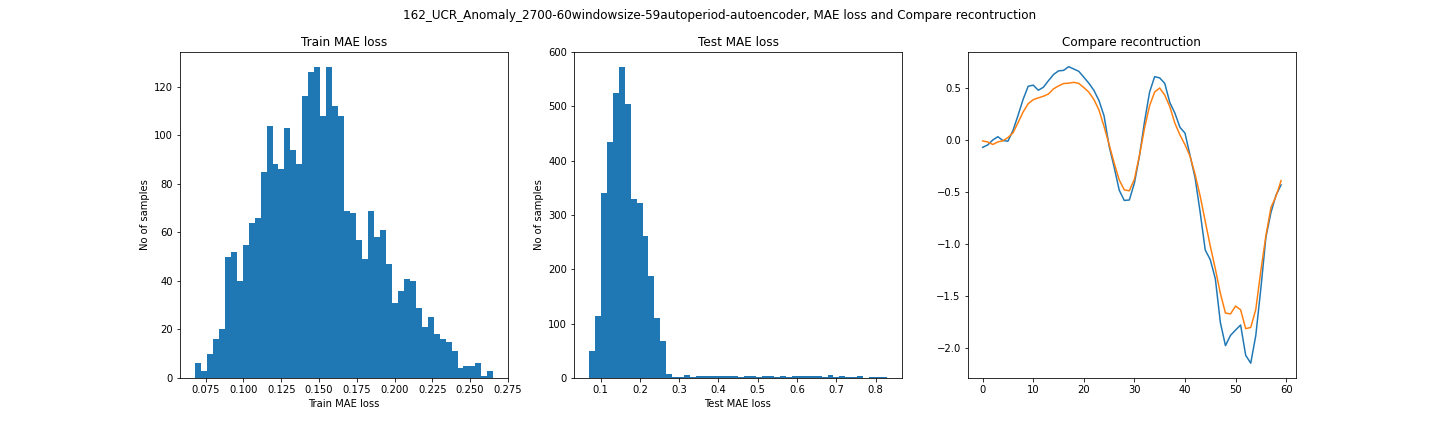 162_UCR_Anomaly_2700-60windowsize-59autoperiod-autoencoder, MAE loss and Compare recontruction
Train MAE loss
No of samples
120
100
80
60
40
20
0
0.075 0.100 0.125 0.150 0.175 0.200 0.225 0.250 0.275
Train MAE loss
Test MAE loss
No of samples
600
500
400
300
200
100
0
0.1 0.2 0.3 0.4 0.5 0.6 0.7 0.8
Test MAE loss
Compare recontruction
0.5
0.0
−0.5
−1.0
−1.5
−2.0
0 10 20 30 40 50 60